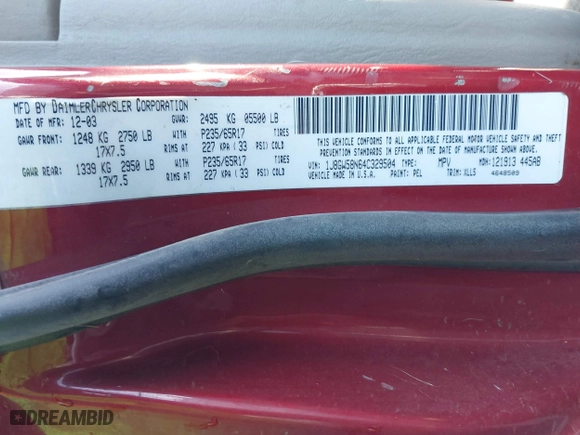 MFD BY DAIMLERCHRYSLER CORPORATION
DATE OF MFR: 12-03 GVWR: 2495 KG 05500 LB
GAWR FRONT: 1248 KG 2750 LB WITH P235/65R17 TIRES
17X7.5 RIMS AT 227 KPA ( 33 PSI) COLD
GAWR REAR: 1339 KG 2950 LB WITH P235/65R17 TIRES
17X7.5 RIMS AT 227 KPA ( 33 PSI) COLD
THIS VEHICLE CONFORMS TO ALL APPLICABLE FEDERAL MOTOR VEHICLE SAFETY AND THEFT
PREVENTION STANDARDS IN EFFECT ON THE DATE OF MANUFACTURE SHOWN ABOVE.
VIN: 1J8GW58N64C329504 MPV MDH: 121913 445AB
VEHICLE MADE IN U.S.A. PAINT: PEL TRIM: XLL5 4648509
DREAMBID